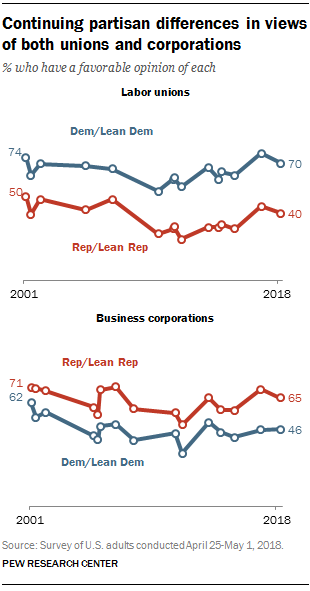 Continuing partisan differences in views
of both unions and corporations
% who have a favorable opinion of each
Labor unions
Dem/Lean Dem
74
70
50
40
Rep/Lean Rep
2001 2018
Business corporations
Rep/Lean Rep
71
65
62
46
Dem/Lean Dem
2001 2018
Source: Survey of U.S. adults conducted April 25-May 1, 2018.
PEW RESEARCH CENTER